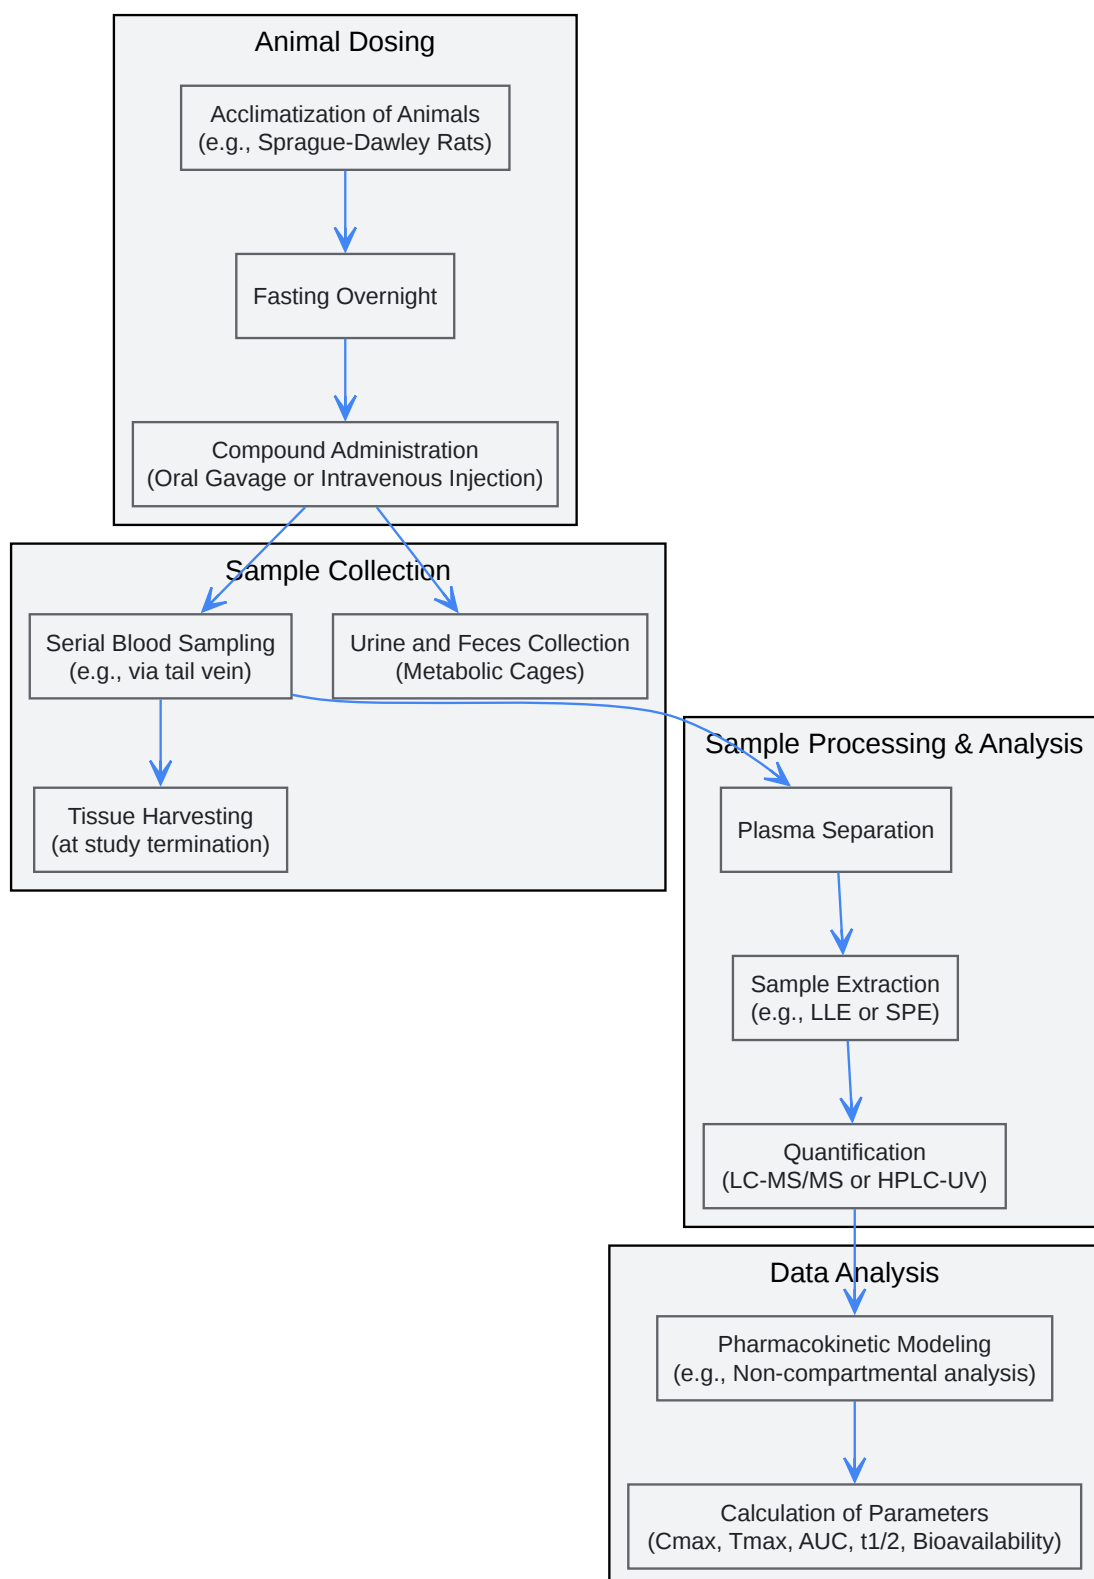 Animal Dosing
Acclimatization of Animals
(e.g., Sprague-Dawley Rats)
Fasting Overnight
Compound Administration
(Oral Gavage or Intravenous Injection)
Sample Collection
Serial Blood Sampling
(e.g., via tail vein)
Urine and Feces Collection
(Metabolic Cages)
Tissue Harvesting
(at study termination)
Sample Processing & Analysis
Plasma Separation
Sample Extraction
(e.g., LLE or SPE)
Quantification
(LC-MS/MS or HPLC-UV)
Data Analysis
Pharmacokinetic Modeling
(e.g., Non-compartmental analysis)
Calculation of Parameters
(Cmax, Tmax, AUC, t1/2, Bioavailability)